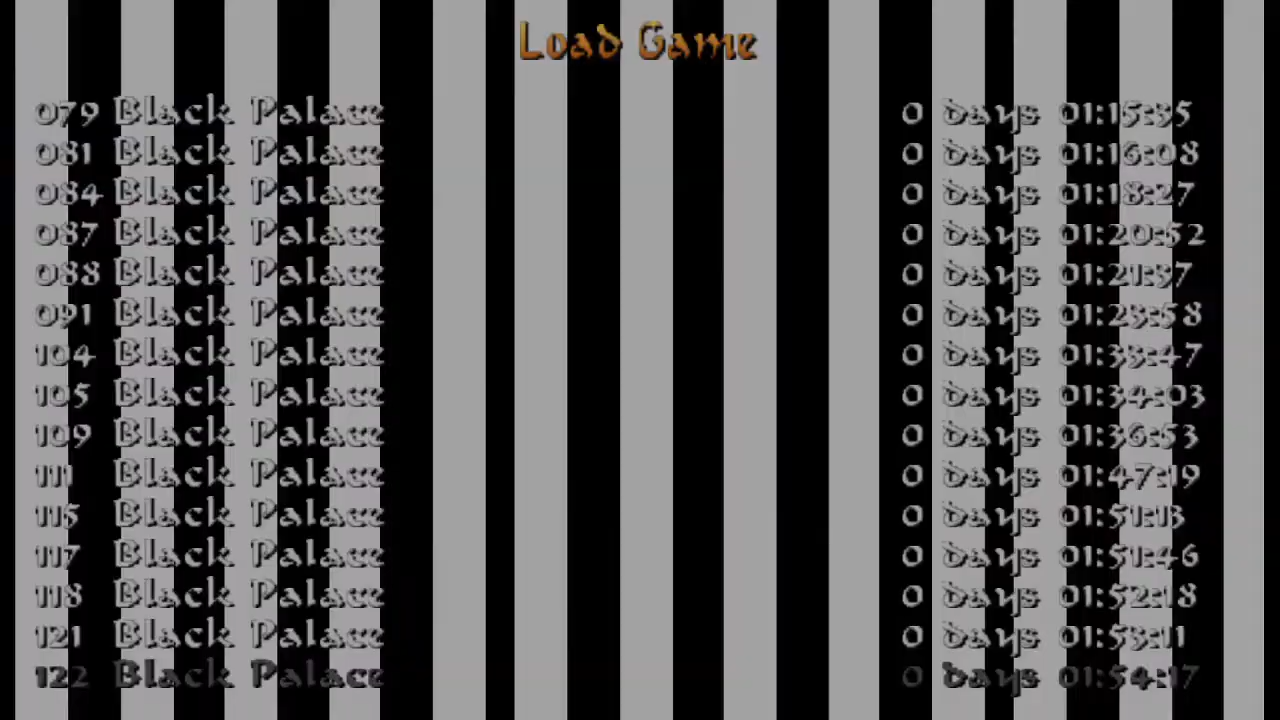 Load Game
079 Black Palace 0 days 01:15:35
081 Black Palace 0 days 01:16:08
084 Black Palace 0 days 01:18:27
087 Black Palace 0 days 01:20:52
088 Black Palace 0 days 01:21:37
091 Black Palace 0 days 01:23:58
104 Black Palace 0 days 01:33:47
105 Black Palace 0 days 01:34:03
109 Black Palace 0 days 01:36:53
111 Black Palace 0 days 01:47:19
115 Black Palace 0 days 01:51:13
117 Black Palace 0 days 01:51:46
118 Black Palace 0 days 01:52:18
121 Black Palace 0 days 01:53:11
122 Black Palace 0 days 01:54:17